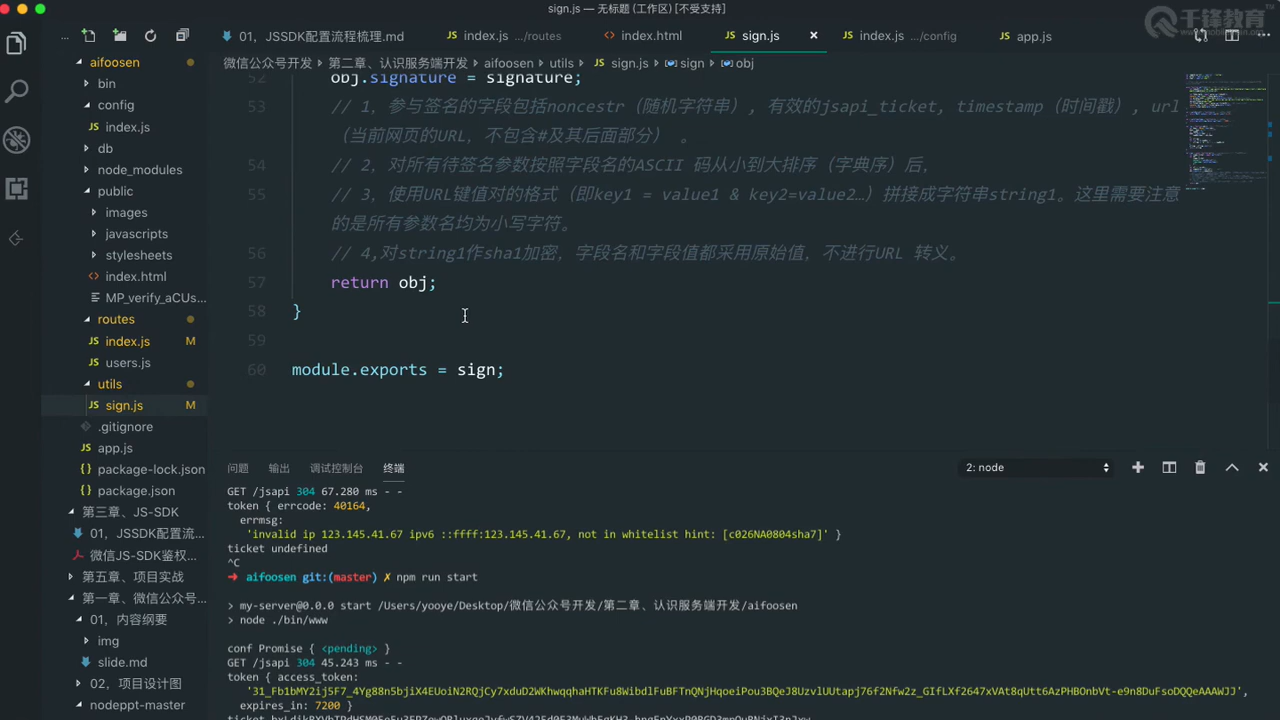 sign.js — 无标题 (工作区) [不受支持]
千锋教育
01，JSSDK配置流程梳理.md
index.js .../routes
index.html
sign.js
index.js .../config
app.js
微信公众号开发 › 第二章、认识服务端开发 › aifoosen › utils › JS sign.js › sign › obj
aifoosen
bin
config
JS index.js
db
node_modules
public
images
javascripts
stylesheets
index.html
MP_verify_aCUs...
routes
JS index.js M
JS users.js
utils
JS sign.js M
.gitignore
JS app.js
{} package-lock.json
{} package.json
第三章、JS-SDK
01，JSSDK配置流...
微信JS-SDK鉴权...
第五章、项目实战
第一章、微信公众号...
01，内容纲要
img
slide.md
02，项目设计图
nodeppt-master
52 obj.signature = signature;
53 // 1，参与签名的字段包括noncestr（随机字符串）, 有效的jsapi_ticket, timestamp（时间戳）, url
（当前网页的URL，不包含#及其后面部分） 。
54 // 2，对所有待签名参数按照字段名的ASCII 码从小到大排序（字典序）后，
55 // 3，使用URL键值对的格式（即key1 = value1 & key2=value2…）拼接成字符串string1。这里需要注意
的是所有参数名均为小写字符。
56 // 4,对string1作sha1加密，字段名和字段值都采用原始值，不进行URL 转义。
57 return obj;
58 }
59
60 module.exports = sign;
问题 输出 调试控制台 终端 2: node
GET /jsapi 304 67.280 ms - -
token { errcode: 40164,
errmsg:
'invalid ip 123.145.41.67 ipv6 ::ffff:123.145.41.67, not in whitelist hint: [c026NA0804sha7]' }
ticket undefined
^C
➜ aifoosen git:(master) ✗ npm run start
> my-server@0.0.0 start /Users/yooye/Desktop/微信公众号开发/第二章、认识服务端开发/aifoosen
> node ./bin/www
conf Promise { <pending> }
GET /jsapi 304 45.243 ms - -
token { access_token:
expires_in: 7200 }